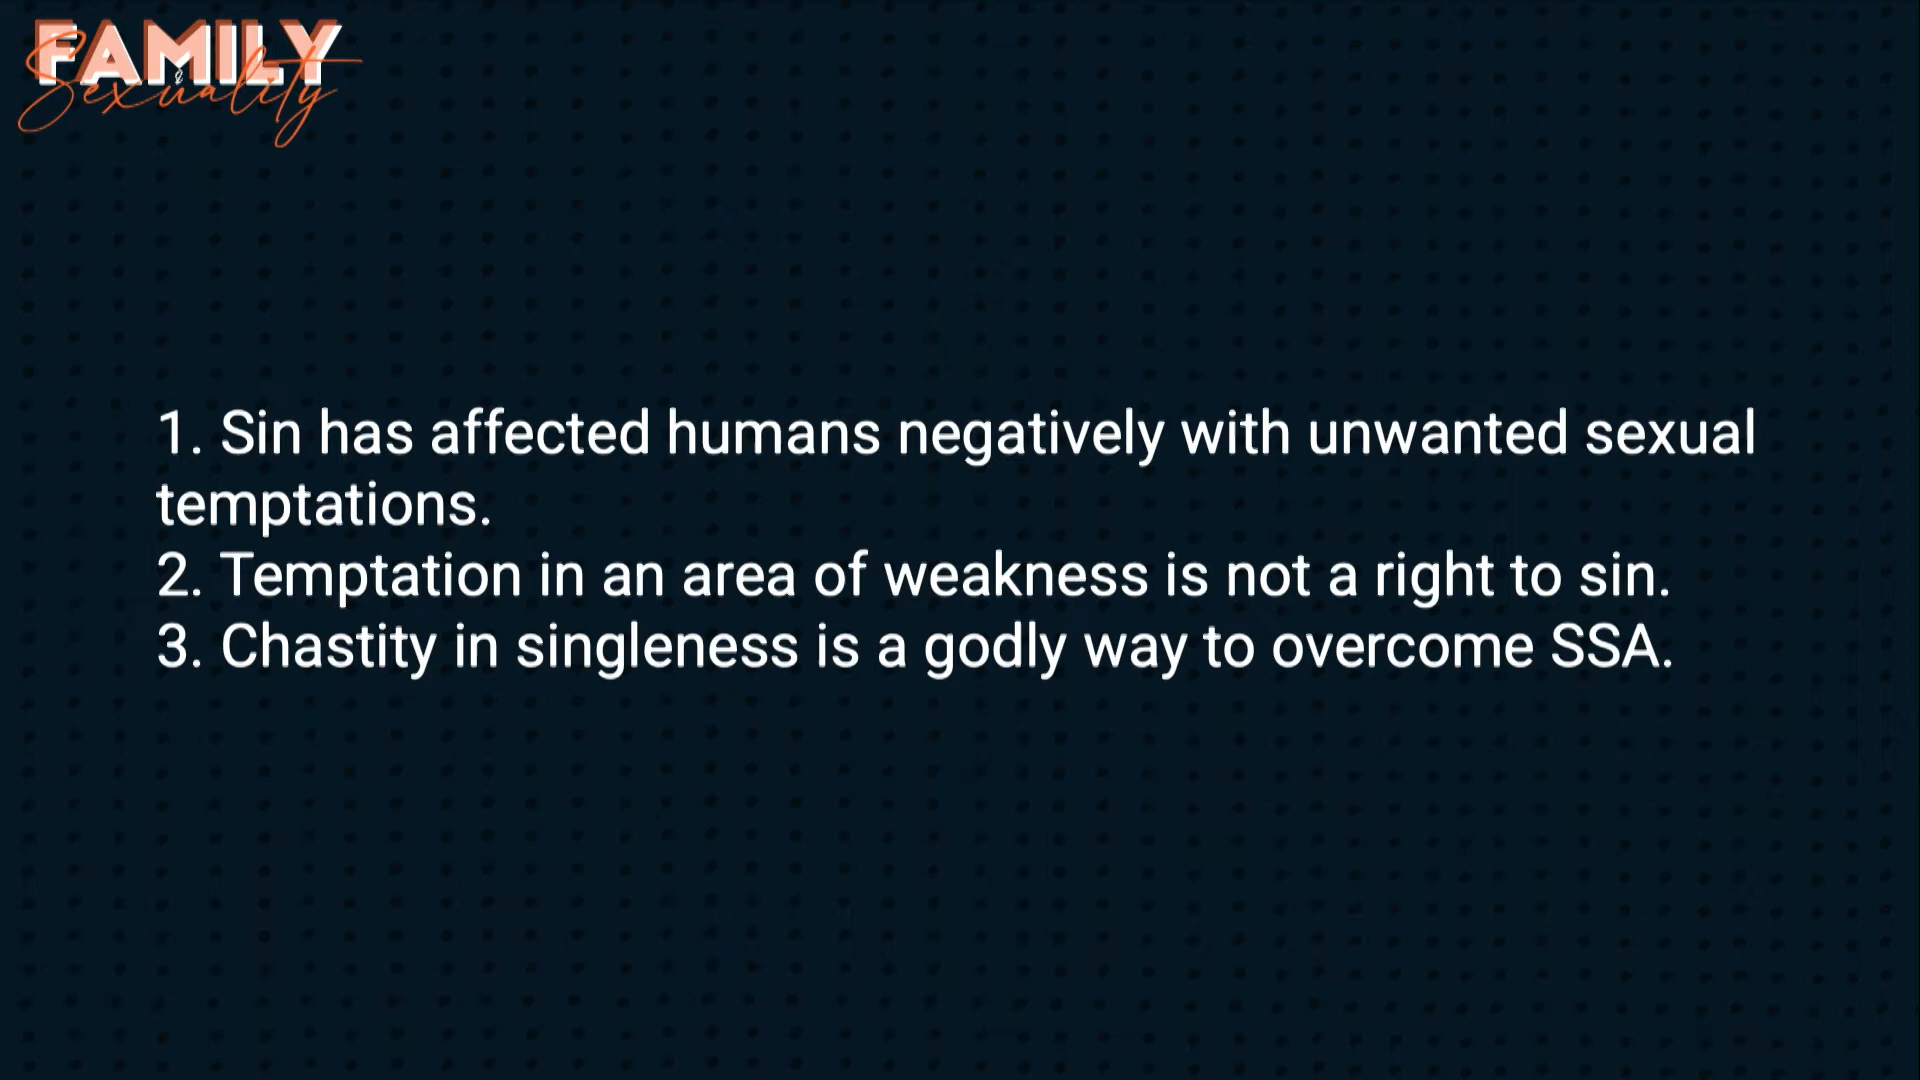 FAMILY
&
Sexuality
1. Sin has affected humans negatively with unwanted sexual
temptations.
2. Temptation in an area of weakness is not a right to sin.
3. Chastity in singleness is a godly way to overcome SSA.